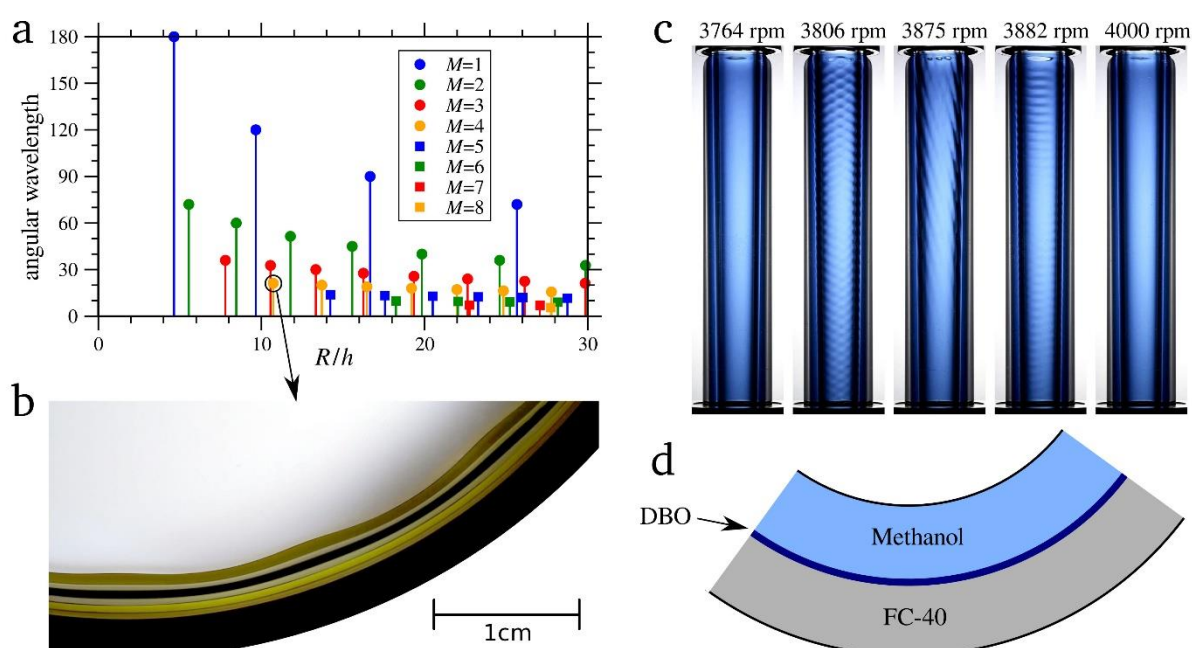 a
180
150
120
90
60
30
0
angular wavelength
0
10
20
30
R/h
M=1
M=2
M=3
M=4
M=5
M=6
M=7
M=8
b
1cm
c
3764 rpm 3806 rpm 3875 rpm 3882 rpm 4000 rpm
d
DBO
Methanol
FC-40